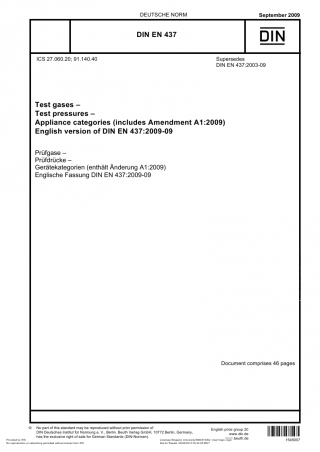 DEUTSCHE NORM
September 2009
DIN EN 437
DIN
ICS 27.060.20; 91.140.40
Supersedes
DIN EN 437:2003-09
Test gases –
Test pressures –
Appliance categories (includes Amendment A1:2009)
English version of DIN EN 437:2009-09
Prüfgase –
Prüfdrücke –
Gerätekategorien (enthält Änderung A1:2009)
Englische Fassung DIN EN 437:2009-09
Document comprises 46 pages
© No part of this standard may be reproduced without prior permission of
DIN Deutsches Institut für Normung e. V., Berlin. Beuth Verlag GmbH, 10772 Berlin, Germany,
has the exclusive right of sale for German Standards (DIN-Normen).
English price group 20
www.din.de
www.beuth.de